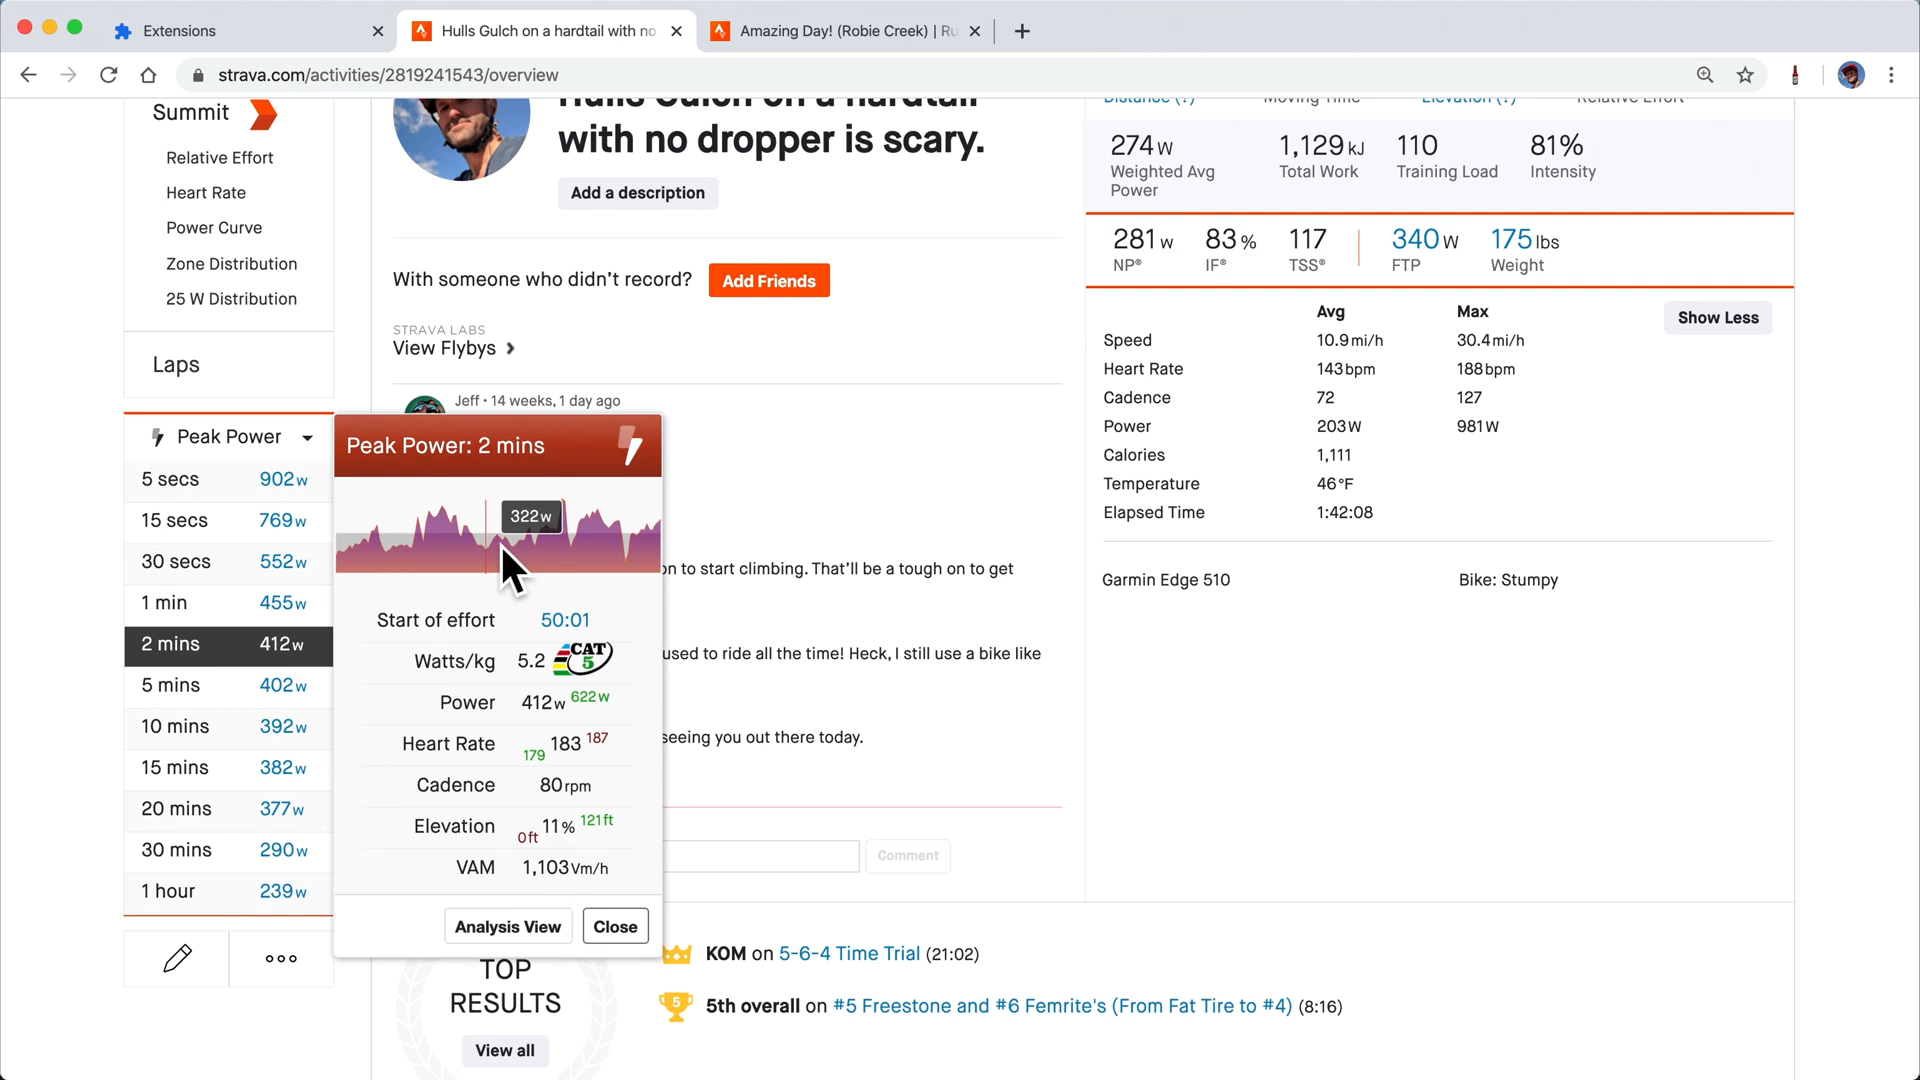 Extensions
Hulls Gulch on a hardtail with no
Amazing Day! (Robie Creek) | Ru
strava.com/activities/2819241543/overview
Summit
Relative Effort
Heart Rate
Power Curve
Zone Distribution
25 W Distribution
Laps
Peak Power
5 secs 902w
15 secs 769w
30 secs 552w
1 min 455w
2 mins 412w
5 mins 402w
10 mins 392w
15 mins 382w
20 mins 377w
30 mins 290w
1 hour 239w
Hulls Gulch on a hardtail
with no dropper is scary.
Add a description
With someone who didn't record? Add Friends
STRAVA LABS
View Flybys
Jeff • 14 weeks, 1 day ago
Peak Power: 2 mins
322w
Start of effort 50:01
Watts/kg 5.2 CAT 5
Power 412w 622w
Heart Rate 179 183 187
Cadence 80rpm
Elevation 0ft 11% 121ft
VAM 1,103Vm/h
Analysis View Close
on to start climbing. That'll be a tough on to get
used to ride all the time! Heck, I still use a bike like
seeing you out there today.
Comment
Distance (?) Moving Time Elevation (?) Relative Effort
274W 1,129kJ 110 81%
Weighted Avg Total Work Training Load Intensity
Power
281w 83% 117 340W 175lbs
NP® IF® TSS® FTP Weight
Avg Max
Show Less
Speed 10.9mi/h 30.4mi/h
Heart Rate 143bpm 188bpm
Cadence 72 127
Power 203W 981W
Calories 1,111
Temperature 46°F
Elapsed Time 1:42:08
Garmin Edge 510 Bike: Stumpy
TOP
RESULTS
View all
KOM on 5-6-4 Time Trial (21:02)
5
5th overall on #5 Freestone and #6 Femrite's (From Fat Tire to #4) (8:16)